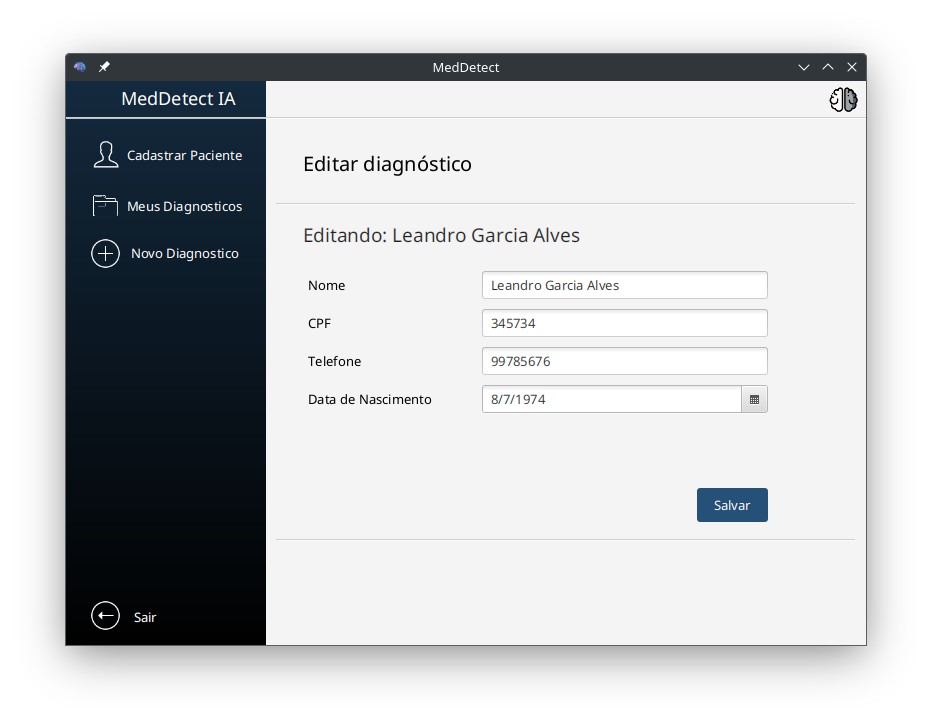 MedDetect
MedDetect IA
Cadastrar Paciente
Meus Diagnosticos
Novo Diagnostico
Sair
Editar diagnóstico
Editando: Leandro Garcia Alves
Nome Leandro Garcia Alves
CPF 345734
Telefone 99785676
Data de Nascimento 8/7/1974
Salvar